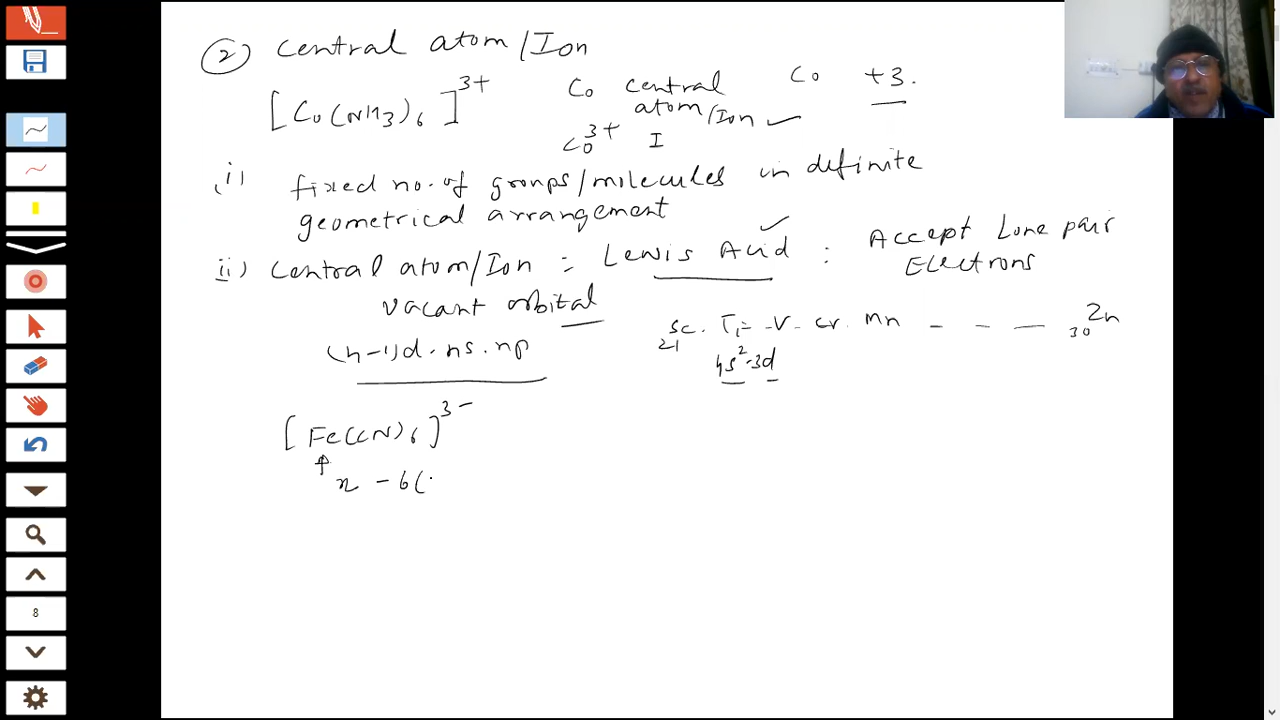 ② Central atom/Ion
[Co(NH3)6]3+ Co central atom/Ion Co +3.
Co3+ I
i) fixed no. of groups/molecules in definite
geometrical arrangement
ii) Central atom/Ion = Lewis Acid : Accept Lone pair Electrons
vacant orbital
(n-1)d. ns. np
21Sc. Ti - V - Cr. Mn - - - 30Zn
4s2.3d
[Fe(CN)6]3-
x - 6(.
8